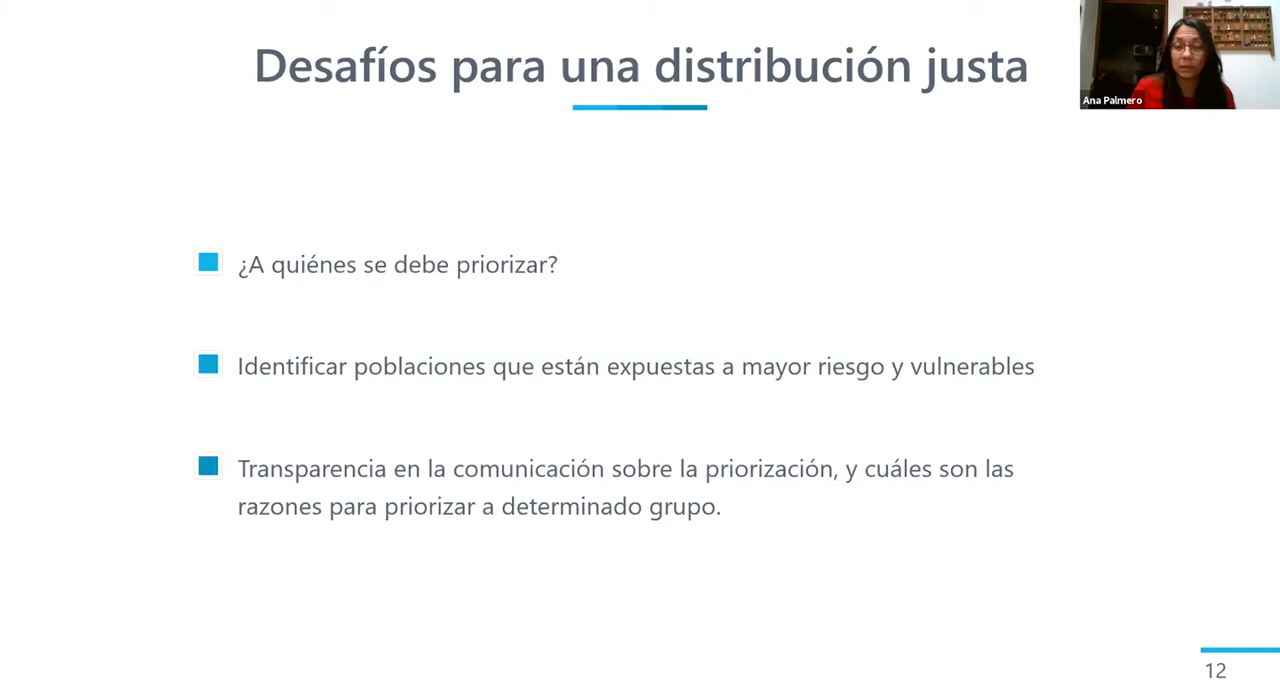 Desafíos para una distribución justa
Ana Palmero
¿A quiénes se debe priorizar?
Identificar poblaciones que están expuestas a mayor riesgo y vulnerables
Transparencia en la comunicación sobre la priorización, y cuáles son las
razones para priorizar a determinado grupo.
12